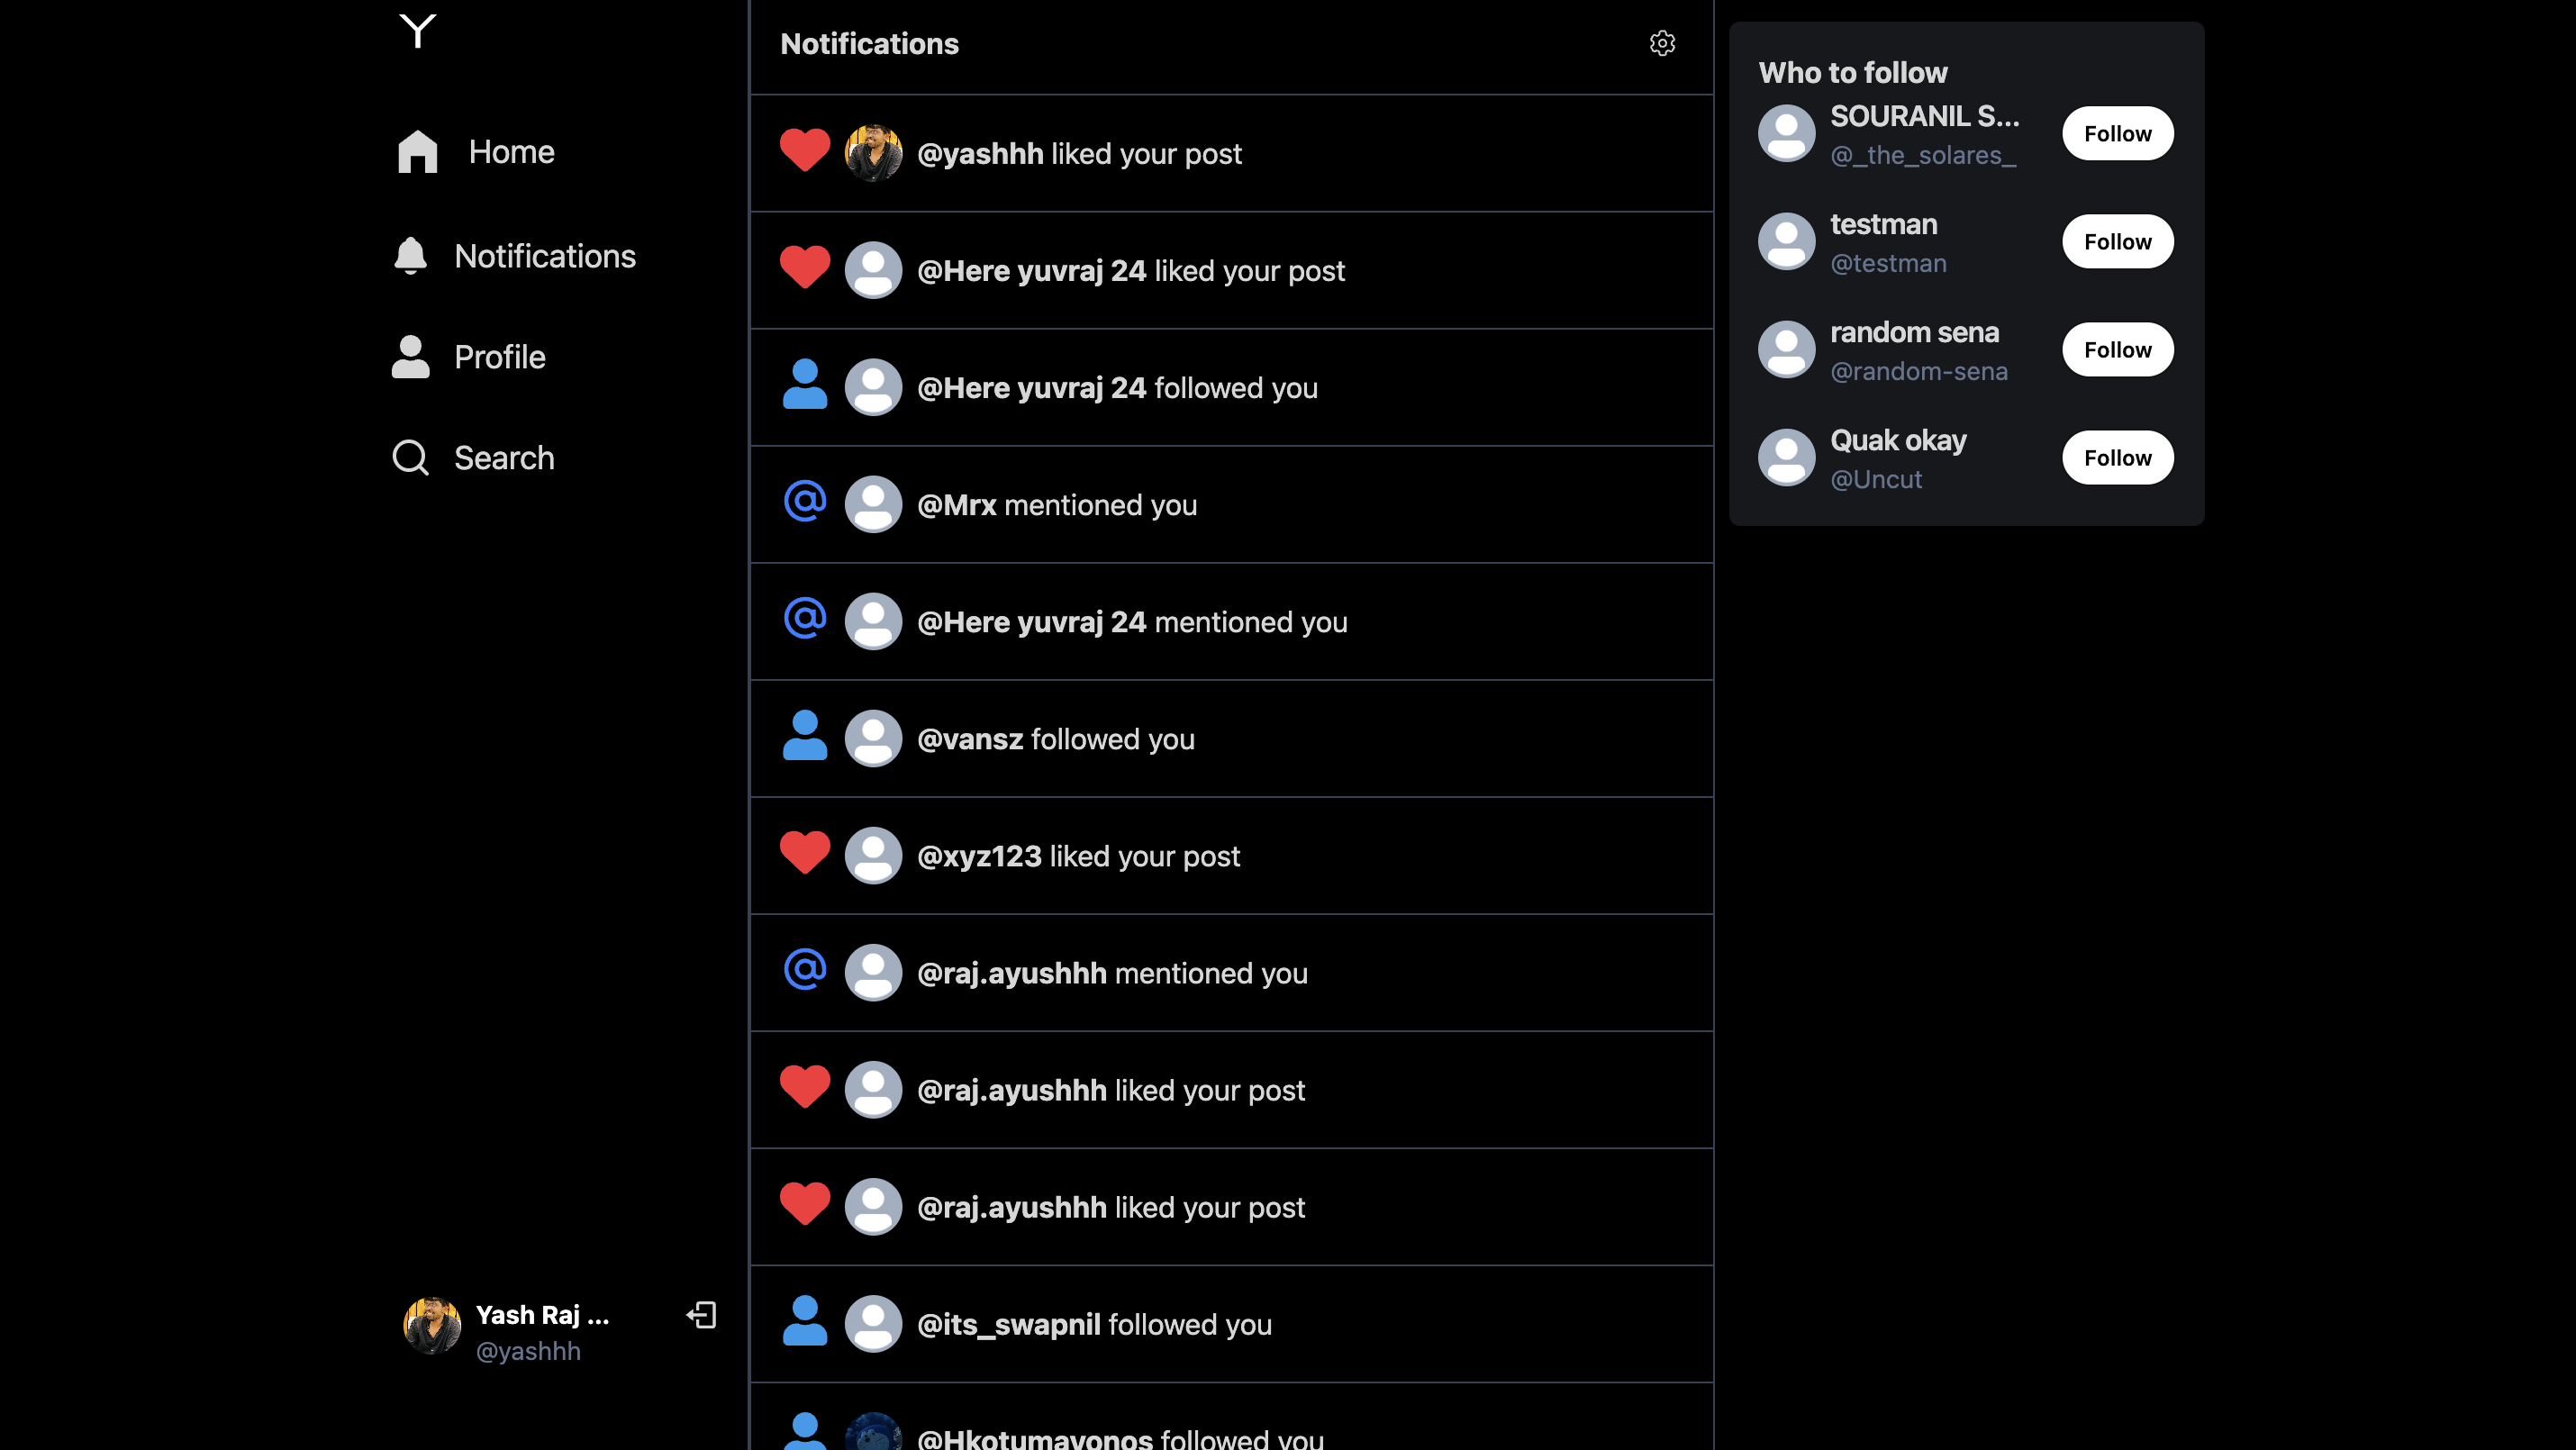 Y
Home
Notifications
Profile
Search
Yash Raj ...
@yashhh
Notifications
@yashhh liked your post
@Here yuvraj 24 liked your post
@Here yuvraj 24 followed you
@Mrx mentioned you
@Here yuvraj 24 mentioned you
@vansz followed you
@xyz123 liked your post
@raj.ayushhh mentioned you
@raj.ayushhh liked your post
@raj.ayushhh liked your post
@its_swapnil followed you
@Hkotumayonos followed you
Who to follow
SOURANIL S...
@_the_solares_
Follow
testman
@testman
Follow
random sena
@random-sena
Follow
Quak okay
@Uncut
Follow